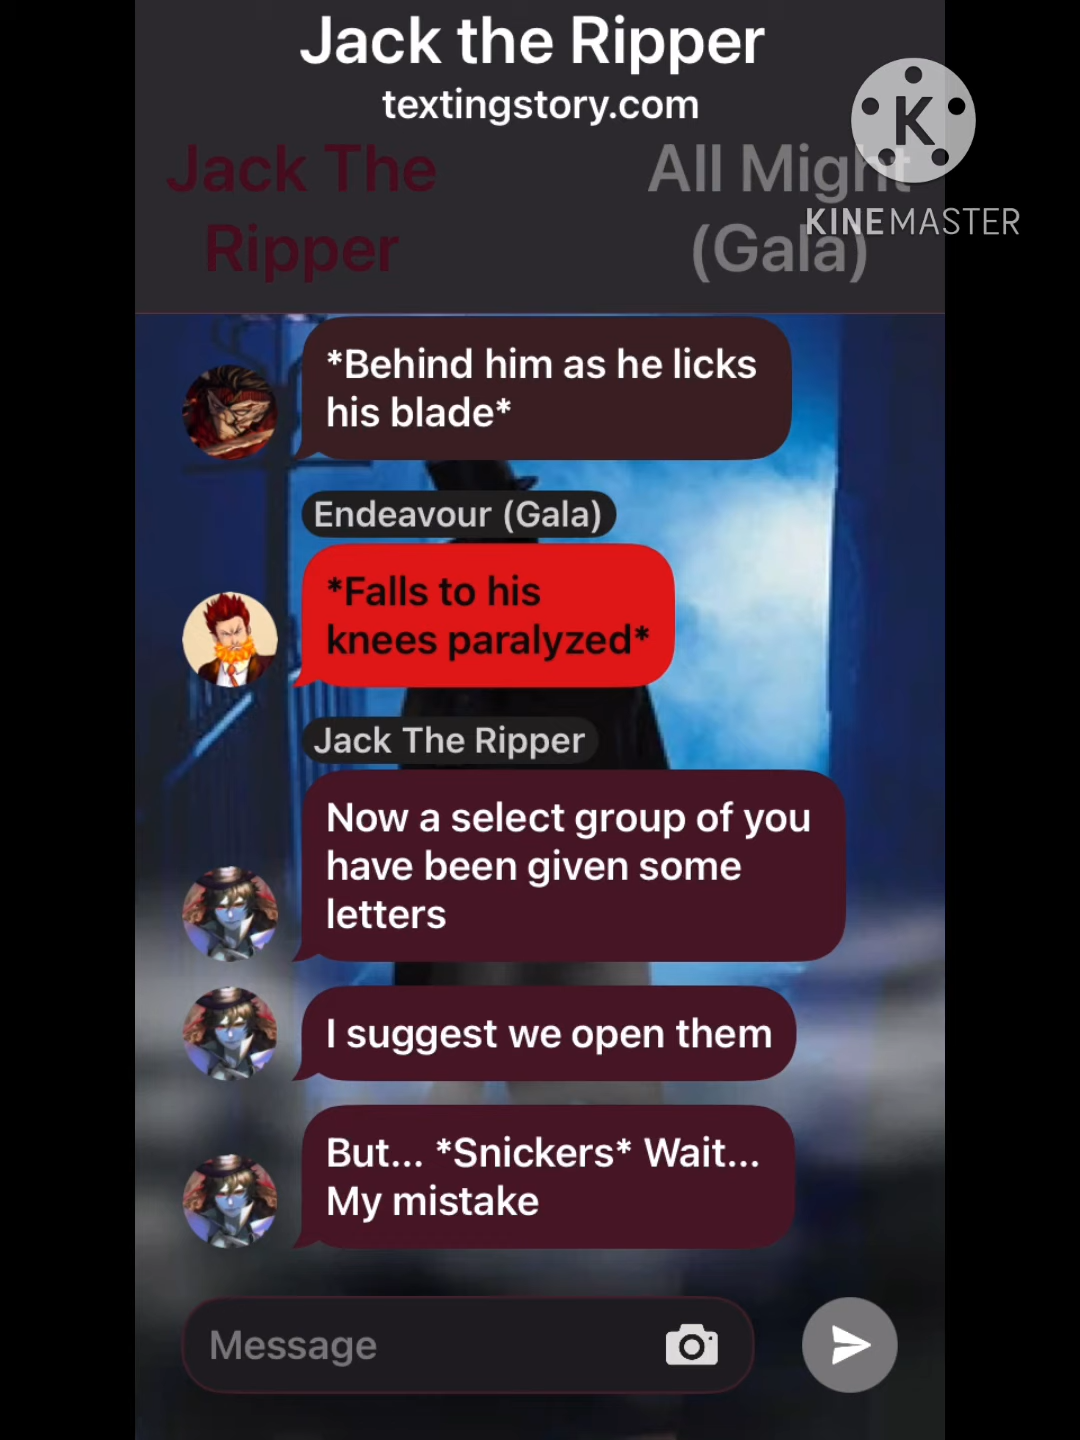 Jack the Ripper
textingstory.com
Jack The
Ripper
All Might
(Gala)
K
KINEMASTER
*Behind him as he licks
his blade*
Endeavour (Gala)
*Falls to his
knees paralyzed*
Jack The Ripper
Now a select group of you
have been given some
letters
I suggest we open them
But... *Snickers* Wait...
My mistake
Message